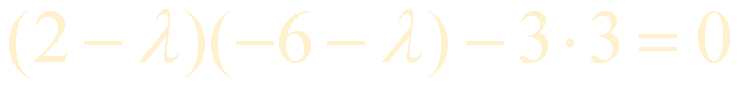 (2 − λ)(−6 − λ) − 3 · 3 = 0